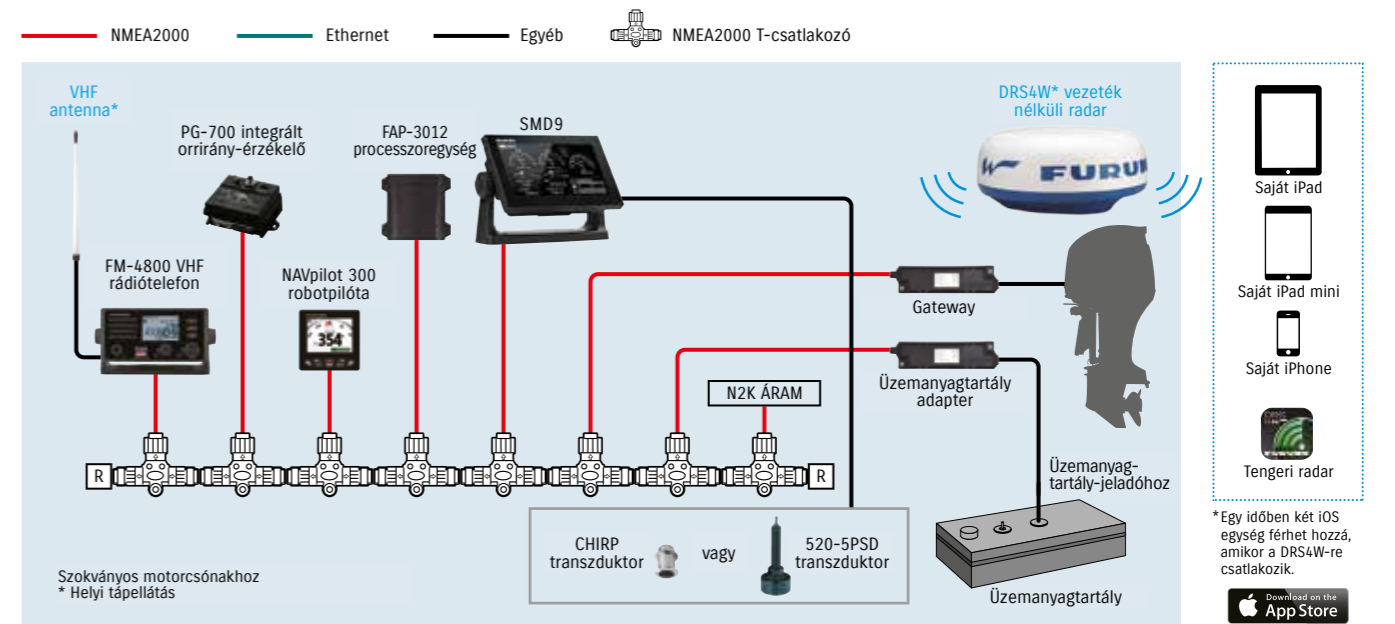 NMEA2000
Ethernet
Egyéb
NMEA2000 T-csatlakozó
VHF
antenna*
PG-700 integrált
orrirány-érzékelő
FAP-3012
processzoregység
SMD9
DRS4W* vezeték
nélküli radar
FURU
FM-4800 VHF
rádiótelefon
NAVpilot 300
robotpilóta
354
Gateway
Üzemanyagtartály
adapter
N2K ÁRAM
R
R
Üzemanyag-
tartály-jeladóhoz
CHIRP
transzduktor
vagy
520-5PSD
transzduktor
Üzemanyagtartály
Szokványos motorcsónakhoz
* Helyi tápellátás
Saját iPad
Saját iPad mini
Saját iPhone
DRS
Tengeri radar
*Egy időben két iOS
egység férhet hozzá,
amikor a DRS4W-re
csatlakozik.
Download on the
App Store